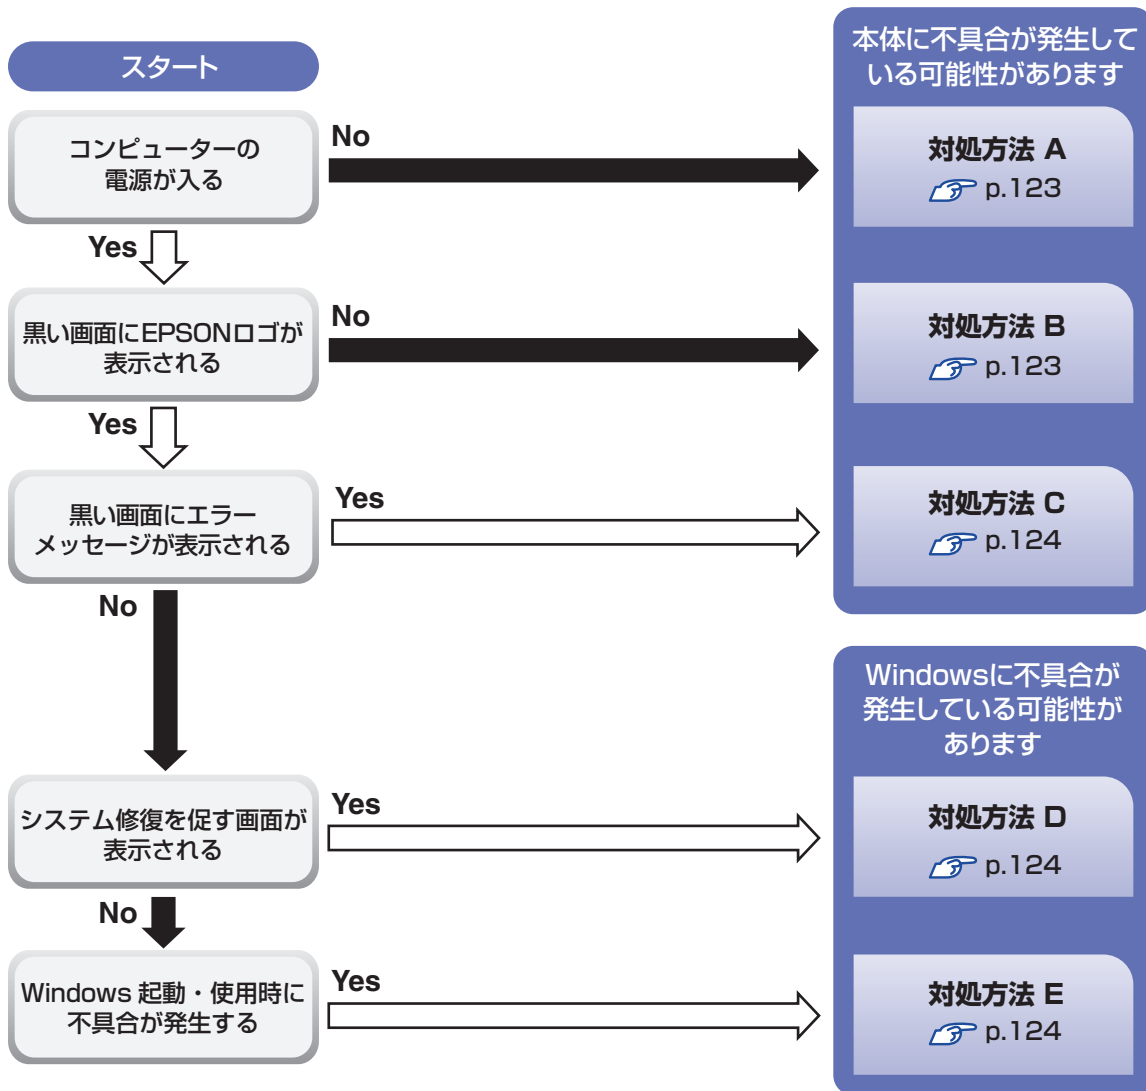 スタート
コンピューターの
電源が入る
No
本体に不具合が発生して
いる可能性があります
対処方法 A
p.123
Yes
黒い画面にEPSONロゴが
表示される
No
対処方法 B
p.123
Yes
黒い画面にエラー
メッセージが表示される
Yes
対処方法 C
p.124
No
Windowsに不具合が
発生している可能性が
あります
システム修復を促す画面が
表示される
Yes
対処方法 D
p.124
No
Windows 起動・使用時に
不具合が発生する
Yes
対処方法 E
p.124